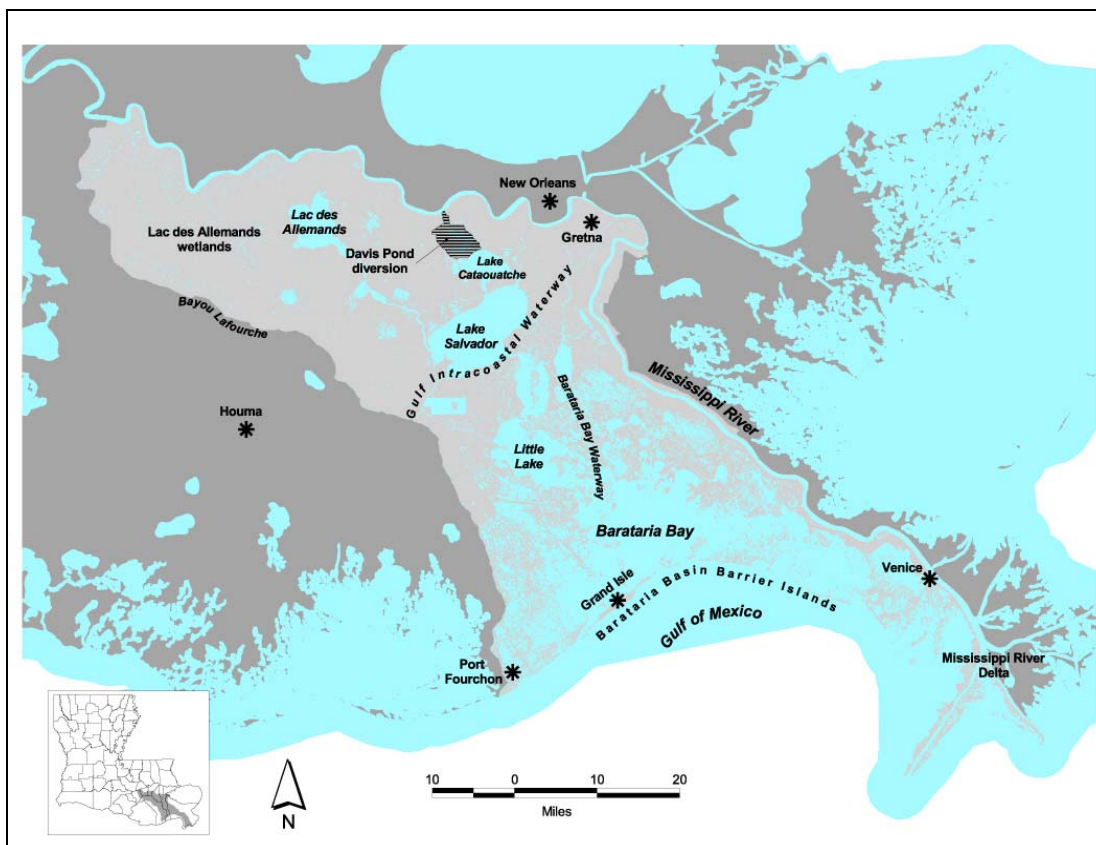 New Orleans
Gretna
Lac des
Allemands
Lac des Allemands
wetlands
Davis Pond
diversion
Lake
Cataouatche
Bayou Lafourche
Lake
Salvador
Gulf Intracoastal Waterway
Mississippi River
Houma
Barataria Bay Waterway
Little
Lake
Barataria Bay
Venice
Grand Isle
Barataria Basin Barrier Islands
Gulf of Mexico
Port
Fourchon
Mississippi River
Delta
10 0 10 20
Miles
N